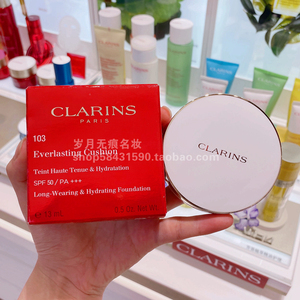 CLARINS
PARIS
103
Everlasting Cushion
Teint Haute Tenue & Hydratation
SPF 50 / PA +++
Long-Wearing & Hydrating Foundation
CLARINS
岁月无痕名妆
shop58431590.taobao.com
CLARINS